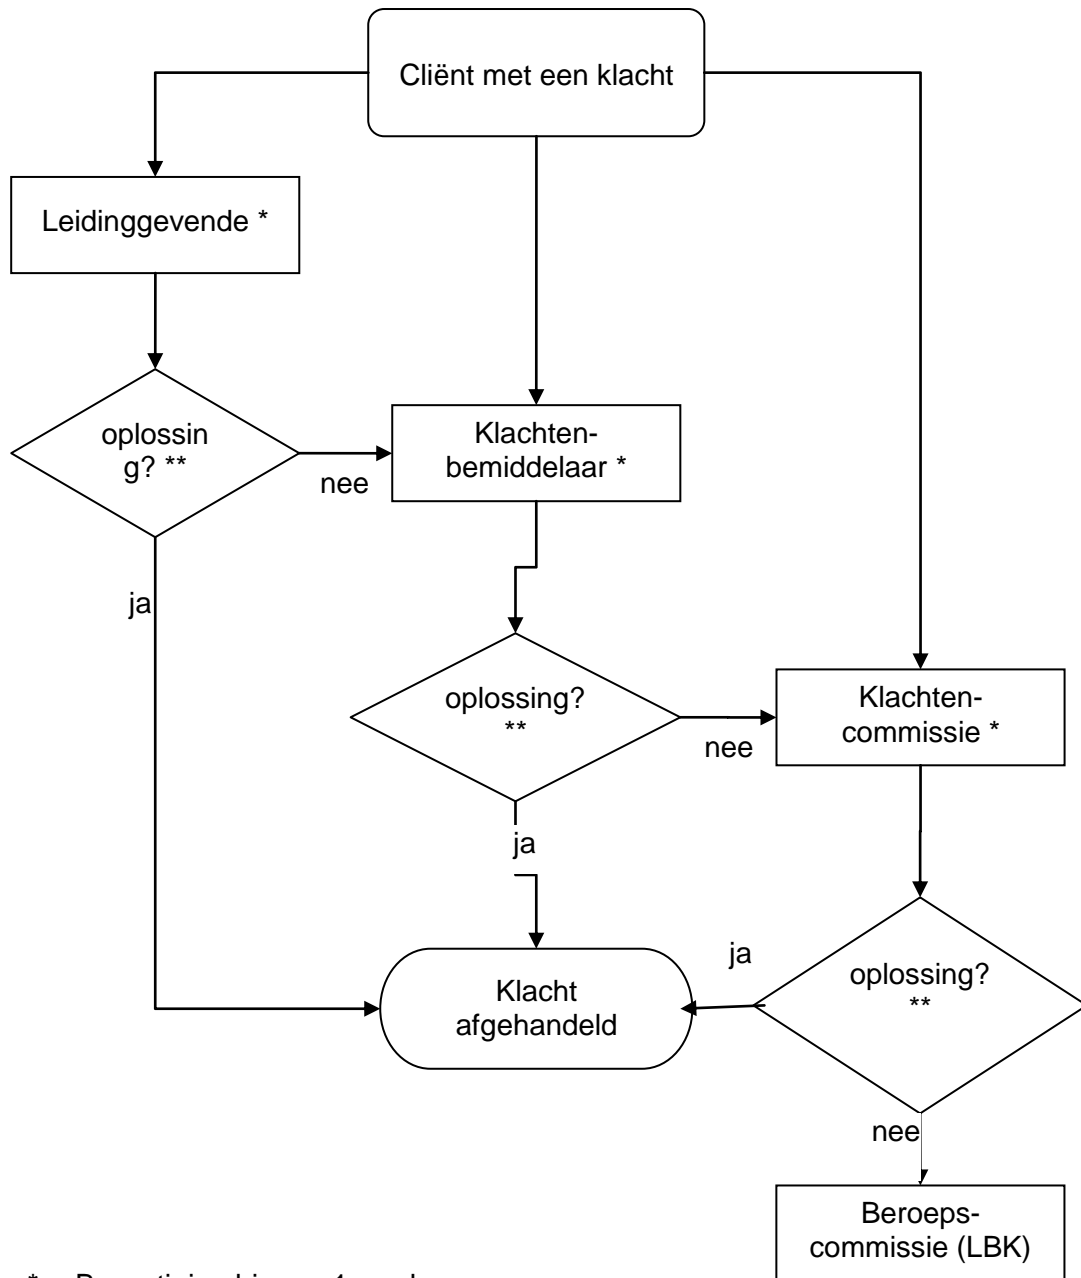 Cliënt met een klacht
Leidinggevende *
oplossin
g? **
nee
ja
Klachten-
bemiddelaar *
oplossing?
**
nee
ja
Klachten-
commissie *
oplossing?
**
ja
nee
Klacht
afgehandeld
Beroeps-
commissie (LBK)
*